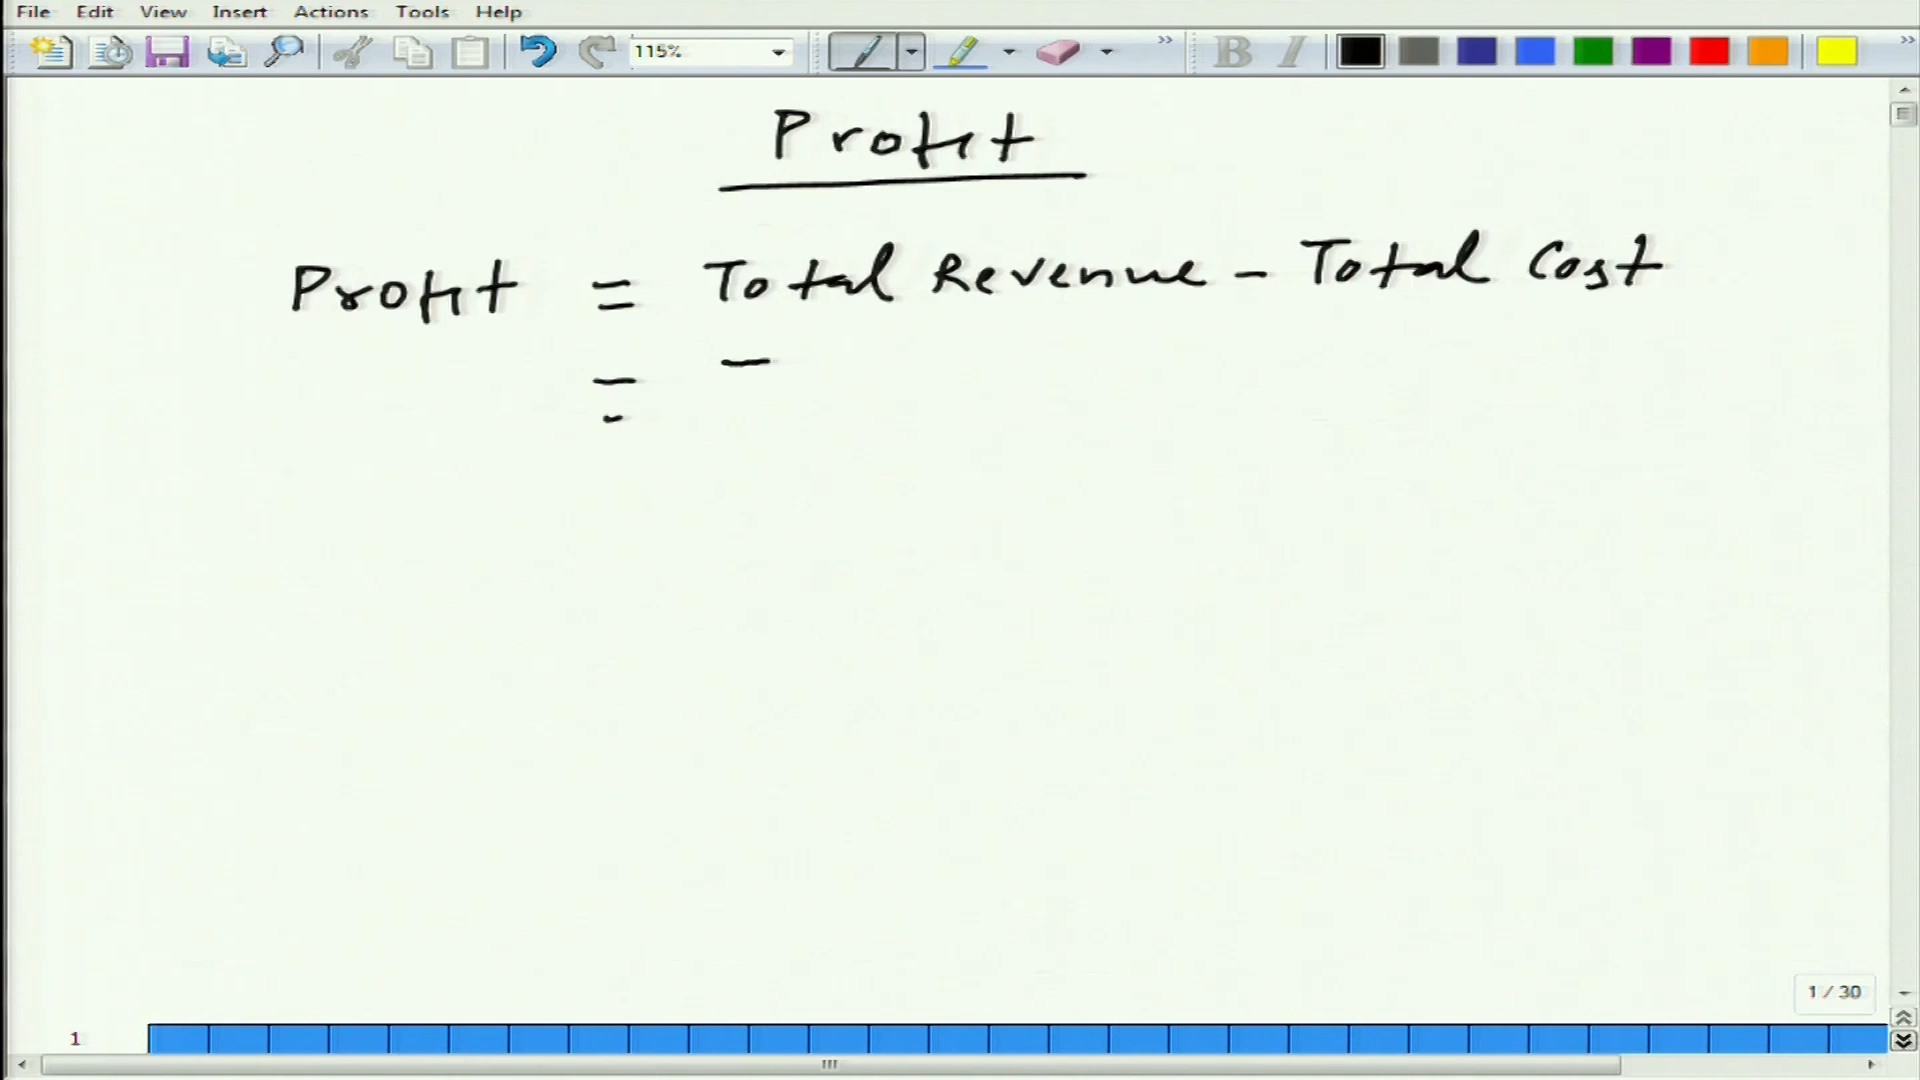 File Edit View Insert Actions Tools Help
115% B I
Profit
Profit = Total Revenue - Total Cost
= -
1 / 30
1